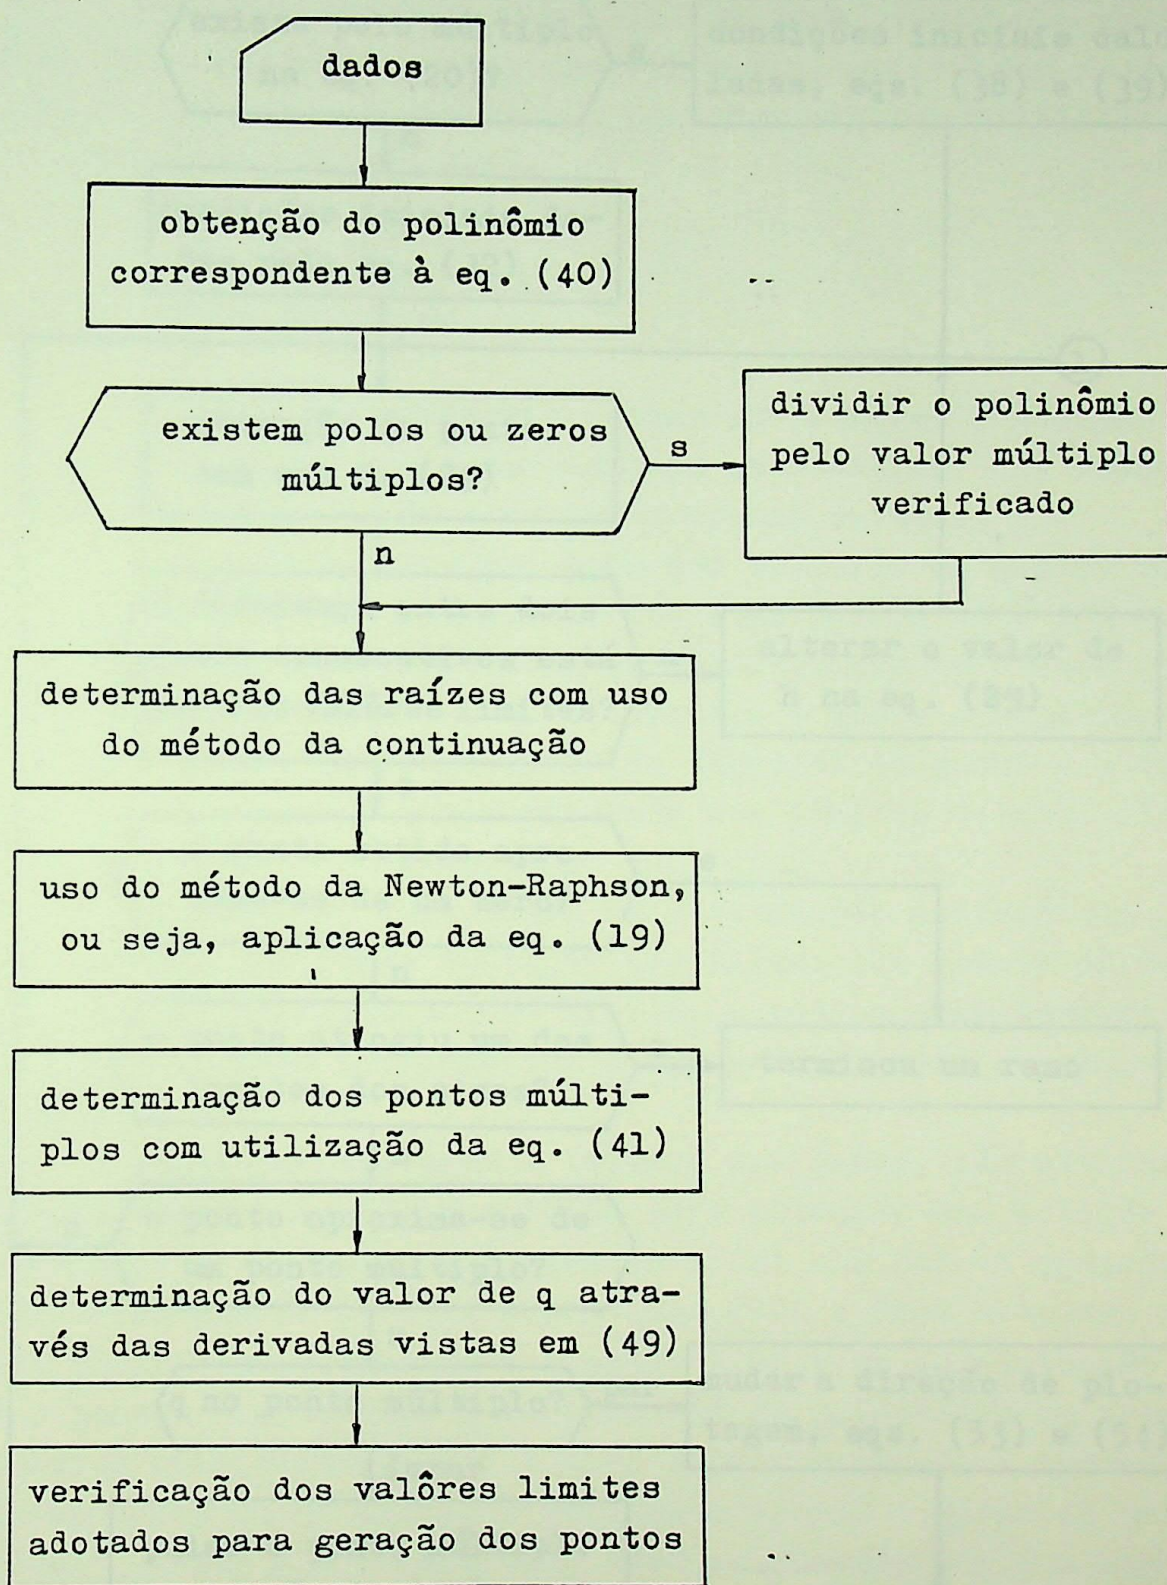 dados
obtenção do polinômio
correspondente à eq. (40)
existem polos ou zeros
múltiplos?
s
dividir o polinômio
pelo valor múltiplo
verificado
n
determinação das raízes com uso
do método da continuação
uso do método da Newton-Raphson,
ou seja, aplicação da eq. (19)
determinação dos pontos múlti-
plos com utilização da eq. (41)
determinação do valor de q atra-
vés das derivadas vistas em (49)
verificação dos valôres limites
adotados para geração dos pontos